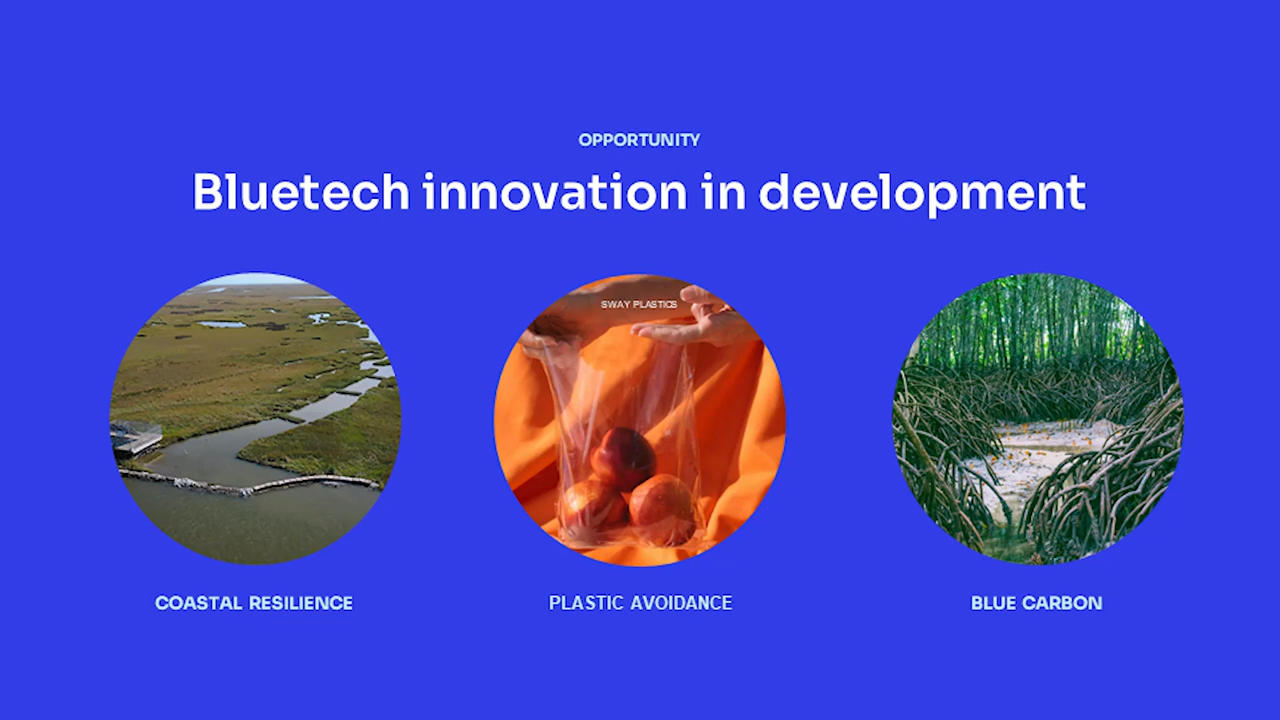 OPPORTUNITY
Bluetech innovation in development
SWAY PLASTICS
COASTAL RESILIENCE
PLASTIC AVOIDANCE
BLUE CARBON